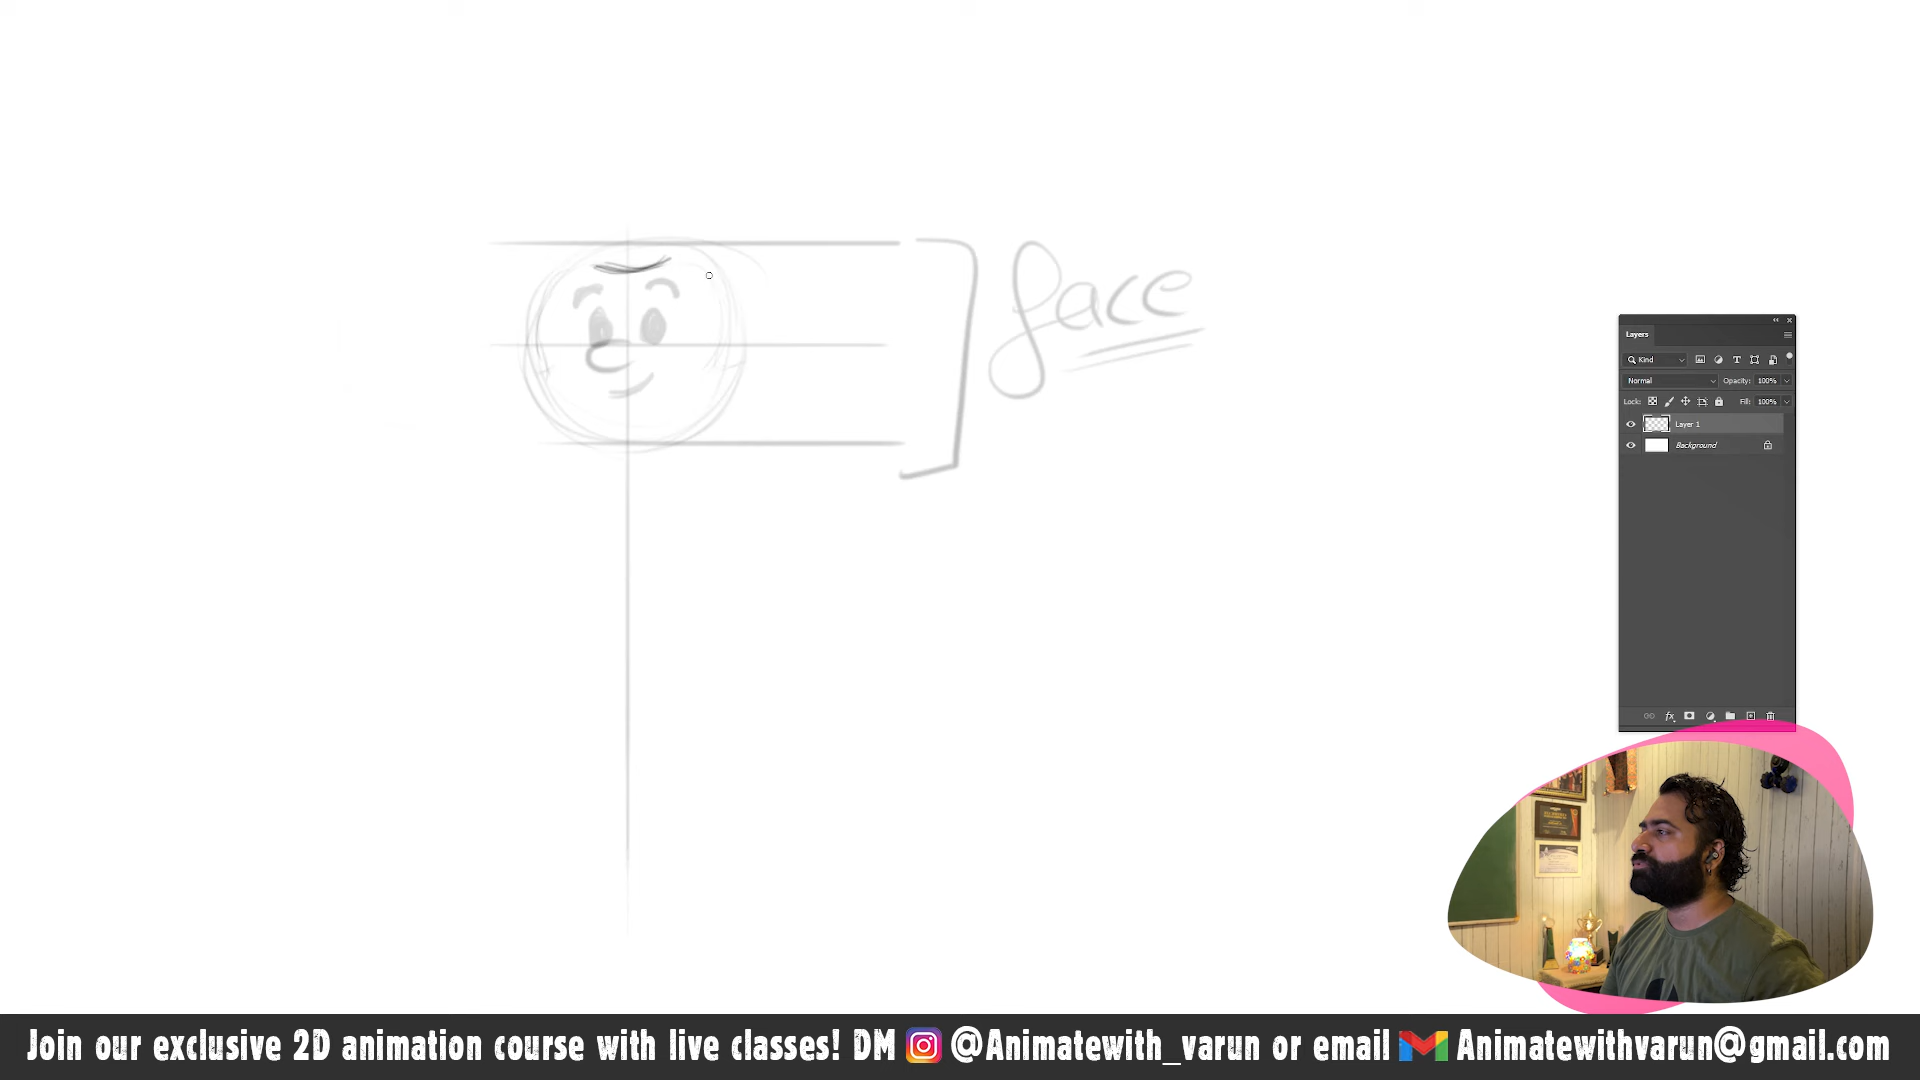 face
Layers
Kind
Normal Opacity: 100%
Lock: Fill: 100%
Layer 1
Background
fx
Join our exclusive 2D animation course with live classes! DM @Animatewith_varun or email Animatewithvarun@gmail.com